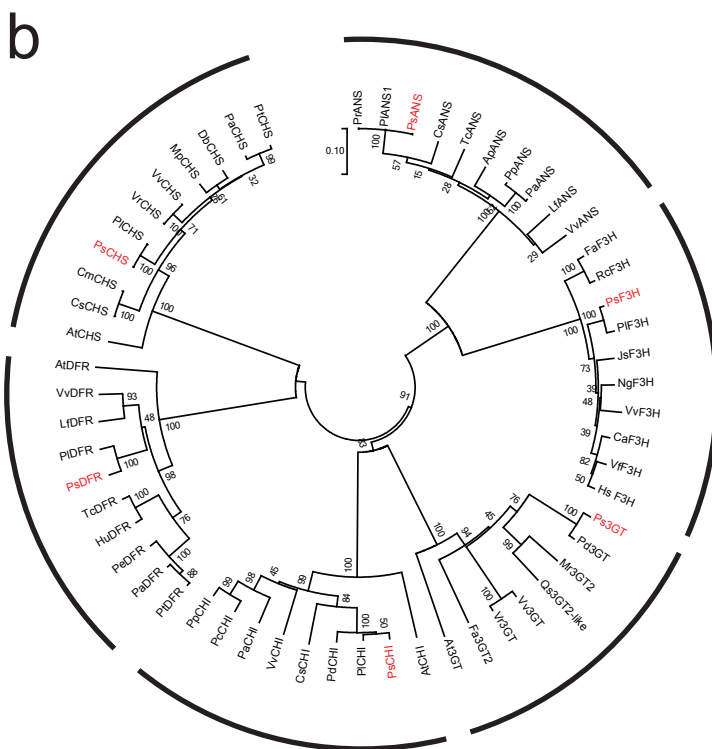 b
PrANS
PlANS1
PsANS
CsANS
TcANS
ApANS
PpANS
PaANS
LfANS
VvANS
FaF3H
RcF3H
PsF3H
PlF3H
JsF3H
NgF3H
VvF3H
CaF3H
VfF3H
Hs F3H
Ps3GT
Pd3GT
Mr3GT2
Qs3GT2-like
Vv3GT
Vr3GT
Fa3GT2
At3GT
AtCHI
PsCHI
PlCHI
PdCHI
CsCHI
VvCHI
PaCHI
PcCHI
PpCHI
PtDFR
PaDFR
PeDFR
HuDFR
TcDFR
PsDFR
PlDFR
LfDFR
VvDFR
AtDFR
AtCHS
CsCHS
CmCHS
PsCHS
PlCHS
VrCHS
VvCHS
MpCHS
DbCHS
PaCHS
PtCHS
0.10
100
57
15
28
100
100
29
100
100
100
100
73
39
48
39
82
50
100
76
99
45
94
100
100
91
100
50
100
99
45
98
99
88
100
76
100
98
100
48
93
100
100
96
100
100
71
61
32
99